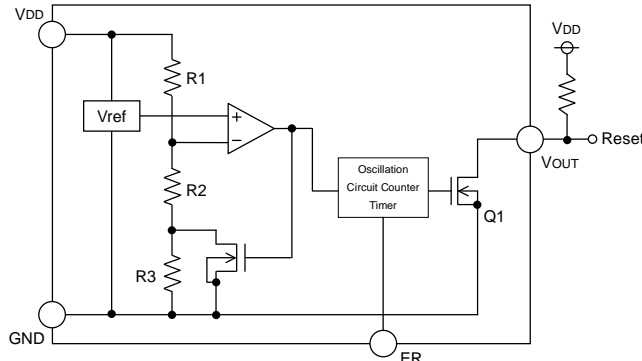 VDD
VDD
R1
Vref
+
−
Reset
VOUT
Oscillation
Circuit Counter
Timer
R2
Q1
R3
GND
ER